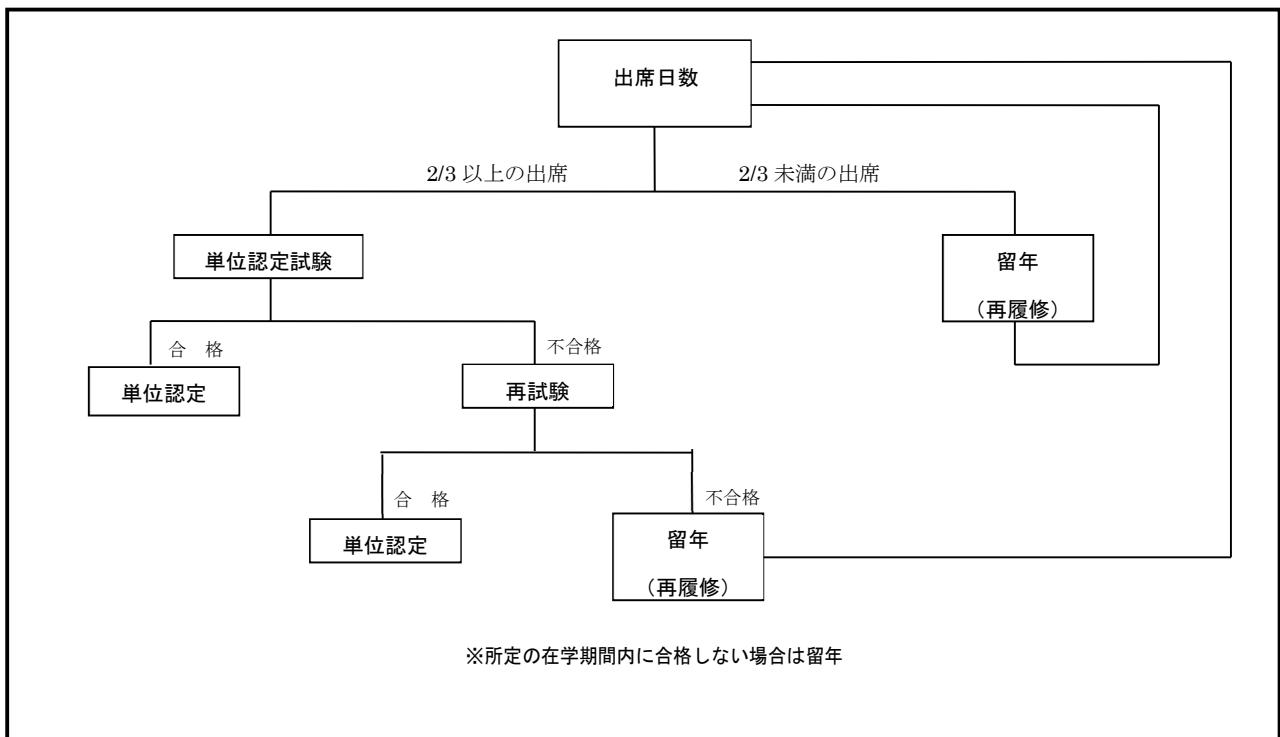 出席日数
2/3 以上の出席
2/3 未満の出席
単位認定試験
留年
（再履修）
合　格
不合格
単位認定
再試験
合　格
不合格
単位認定
留年
（再履修）
※所定の在学期間内に合格しない場合は留年